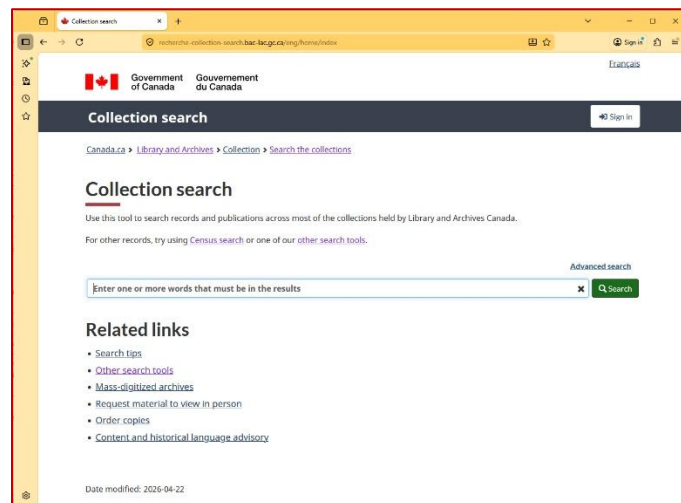 Collection search
recherche-collection-search.bac-lac.gc.ca/eng/home/index
Sign in
Français
Government of Canada
Gouvernement du Canada
Collection search
Sign in
Canada.ca > Library and Archives > Collection > Search the collections
Collection search
Use this tool to search records and publications across most of the collections held by Library and Archives Canada.
For other records, try using Census search or one of our other search tools.
Advanced search
Enter one or more words that must be in the results
Search
Related links
• Search tips
• Other search tools
• Mass-digitized archives
• Request material to view in person
• Order copies
• Content and historical language advisory
Date modified: 2026-04-22